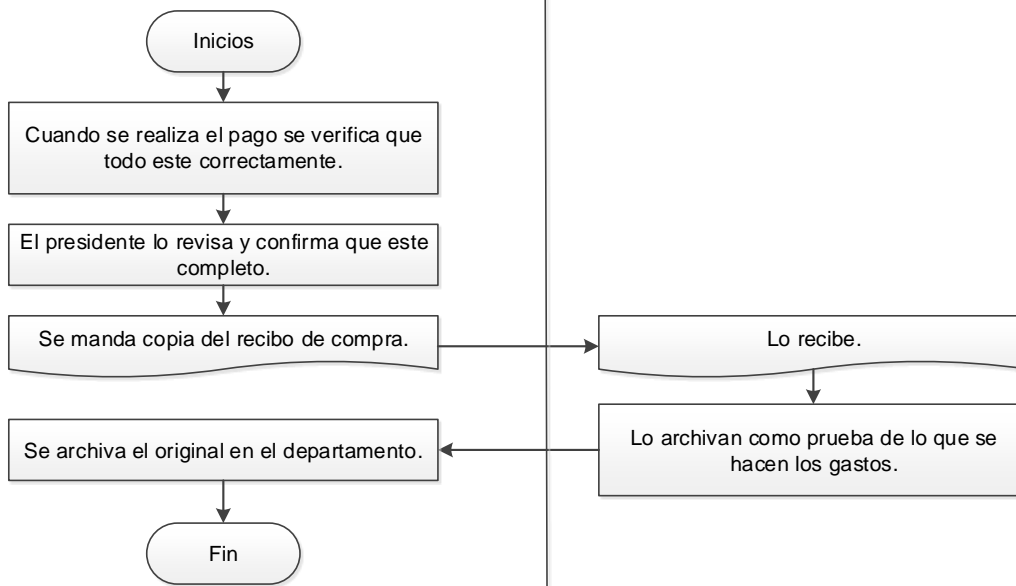 Inicios
Cuando se realiza el pago se verifica que
todo este correctamente.
El presidente lo revisa y confirma que este
completo.
Se manda copia del recibo de compra.
Lo recibe.
Lo archivan como prueba de lo que se
hacen los gastos.
Se archiva el original en el departamento.
Fin